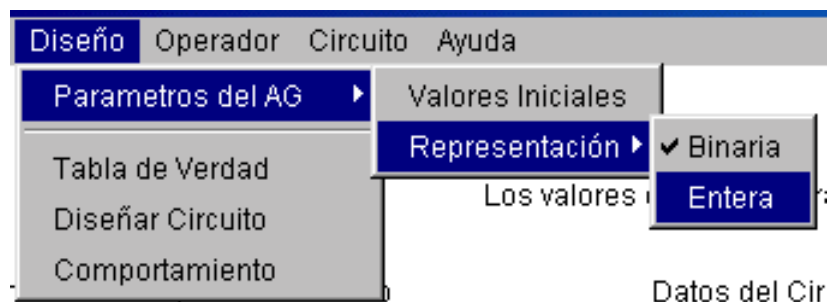 Diseño Operador Circuito Ayuda
Parametros del AG Valores Iniciales
Representación Binaria
Tabla de Verdad
Los valores Entera
Diseñar Circuito
Comportamiento
Datos del Cir